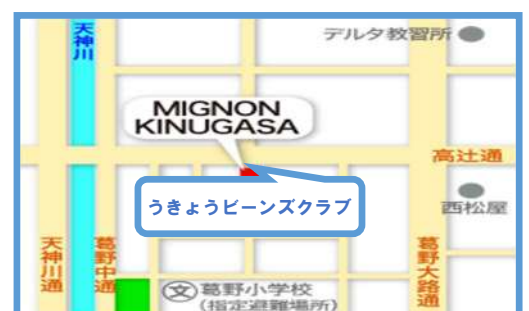 天神川
デルタ教習所
MIGNON
KINUGASA
高辻通
うきょうビーンズクラブ
西松屋
天神川通
葛野中通
葛野大路通
文 葛野小学校
(指定避難場所)